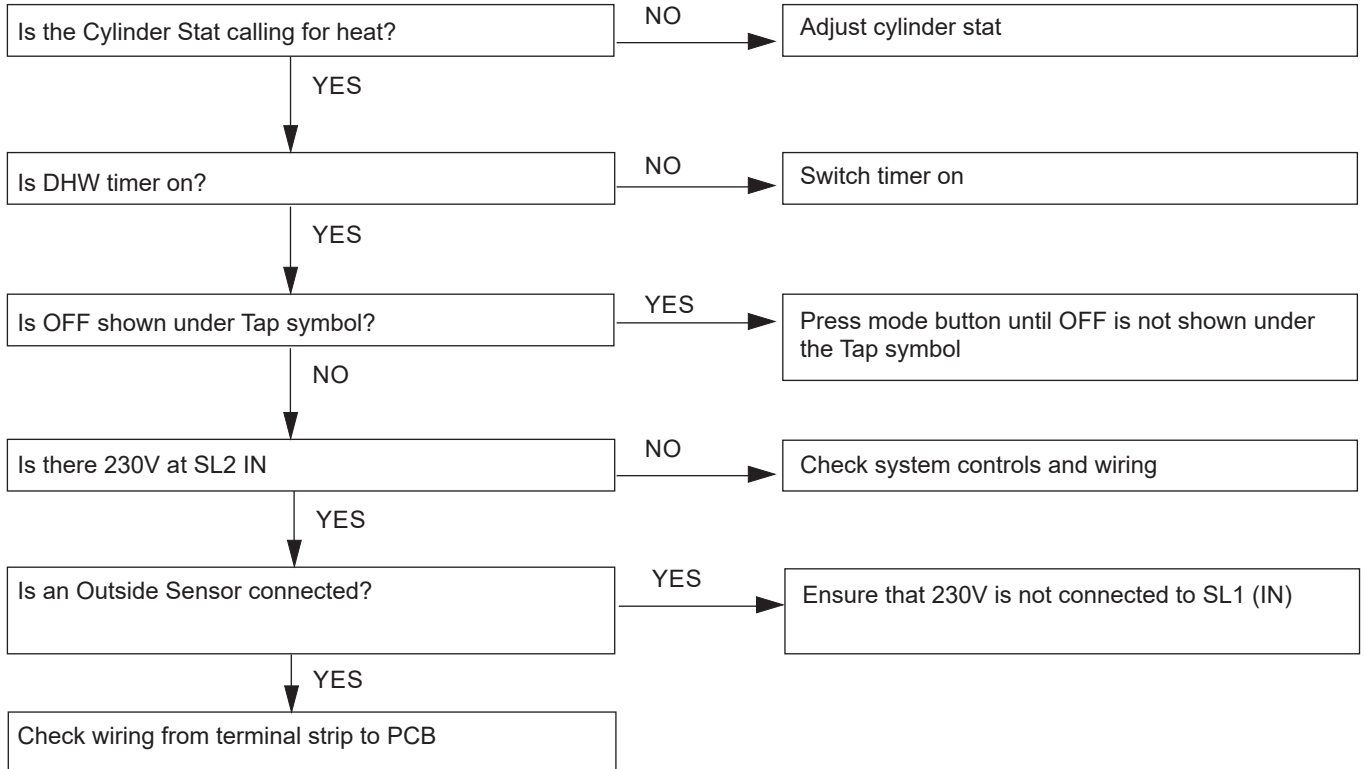 Is the Cylinder Stat calling for heat?
NO
Adjust cylinder stat
YES
Is DHW timer on?
NO
Switch timer on
YES
Is OFF shown under Tap symbol?
YES
Press mode button until OFF is not shown under
the Tap symbol
NO
Is there 230V at SL2 IN
NO
Check system controls and wiring
YES
Is an Outside Sensor connected?
YES
Ensure that 230V is not connected to SL1 (IN)
YES
Check wiring from terminal strip to PCB